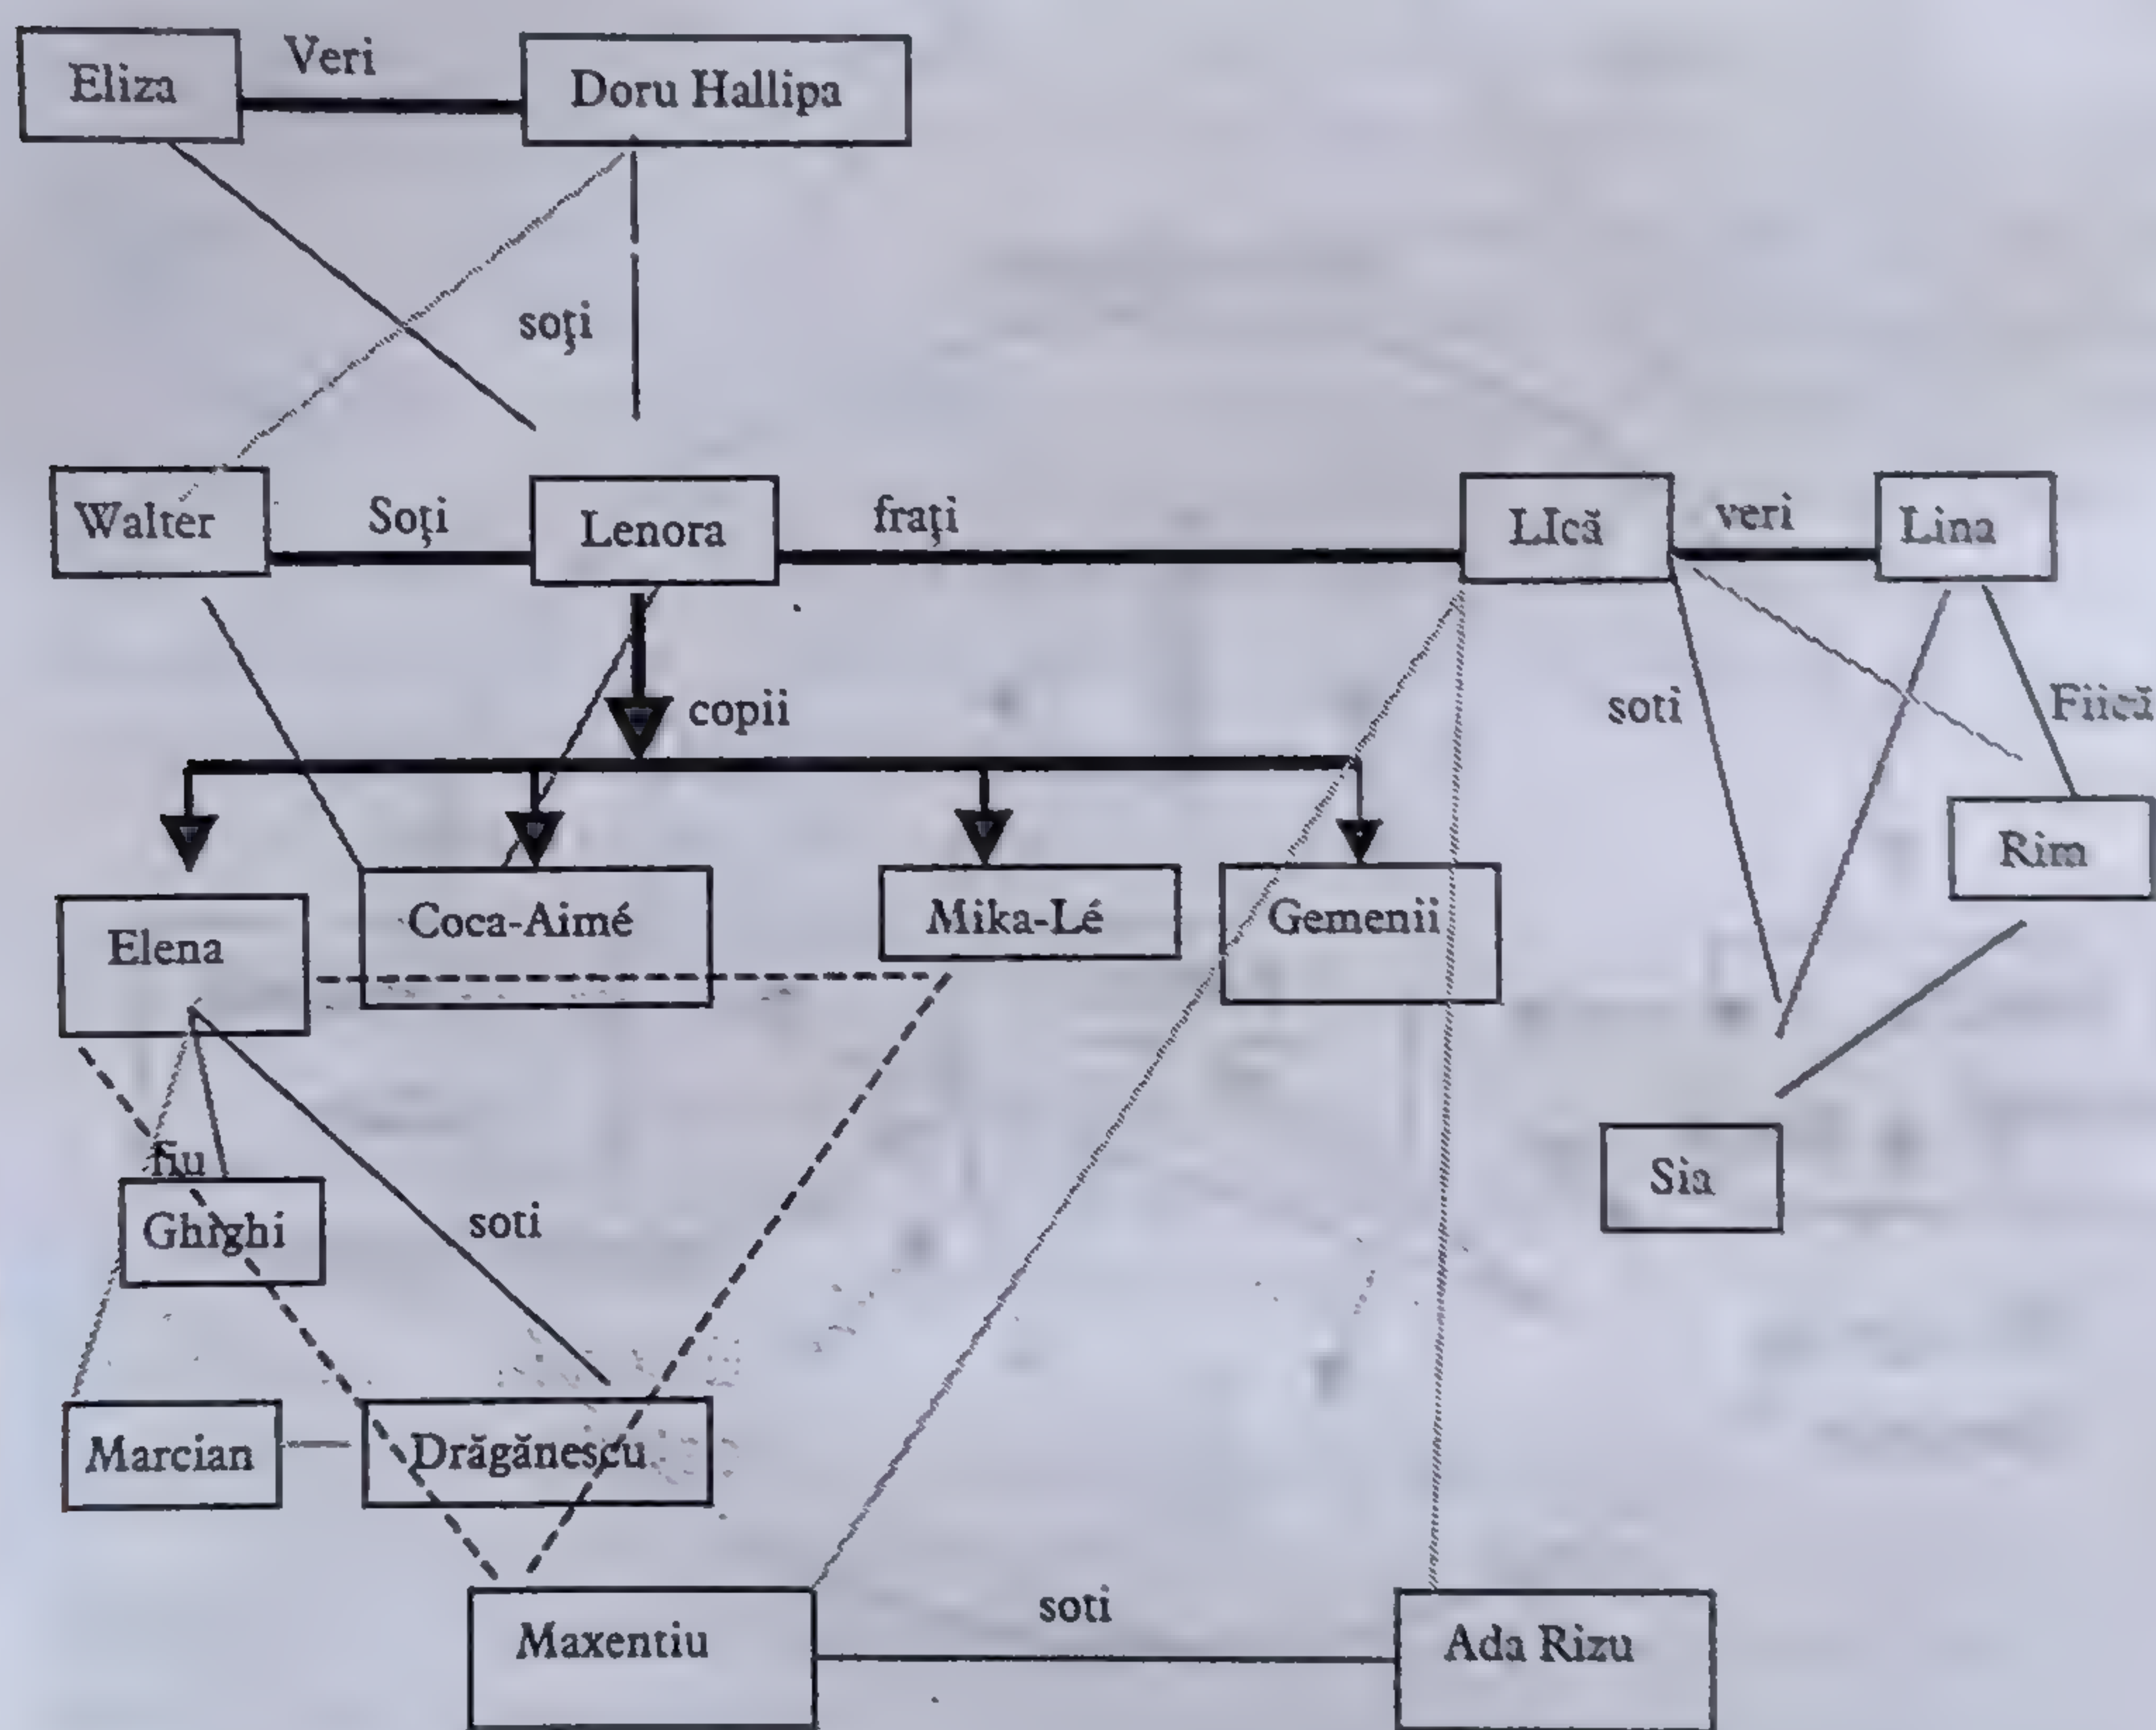 Eliza
Veri
Doru Hallipa
soţi
Walter
Soţi
Lenora
fraţi
LIcă
veri
Lina
copii
soti
Fiică
Rim
Elena
Coca-Aimé
Mika-Lé
Gemenii
fiu
Ghighi
soti
Sia
Marcian
Drăgănescu
Maxentiu
soti
Ada Rizu